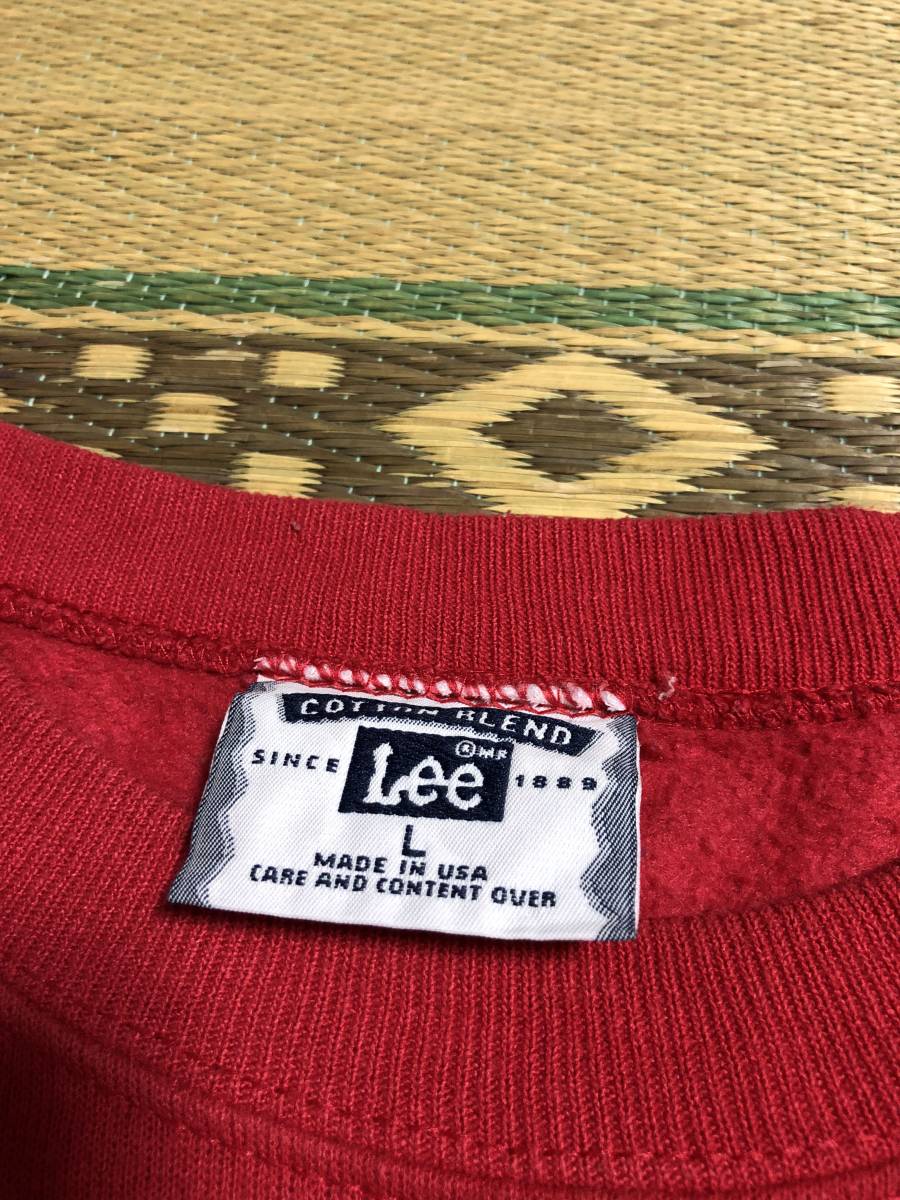 COTTON BLEND
® MR
SINCE Lee 1889
L
MADE IN USA
CARE AND CONTENT OVER